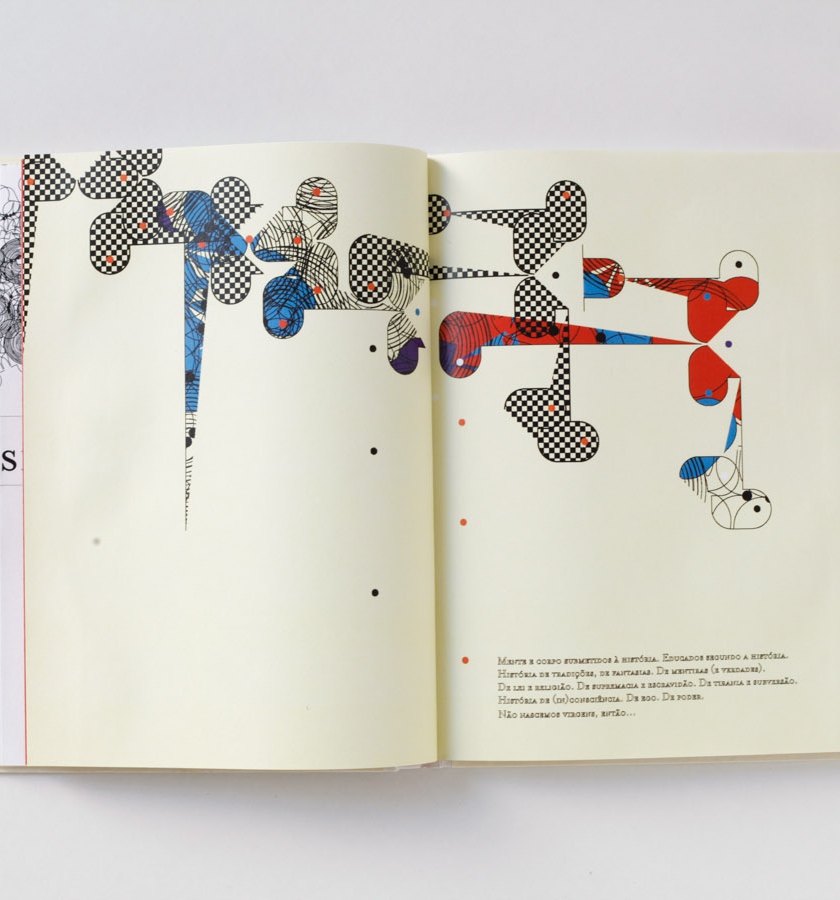 S
Mente e corpo submetidos à história. Educados segundo a história.
História de tradições, de fantasias. De mentiras (e verdades).
De lei e religião. De supremacia e escravidão. De tirania e subversão.
História de (in)consciência. De ego. De poder.
Não nascemos virgens, então...